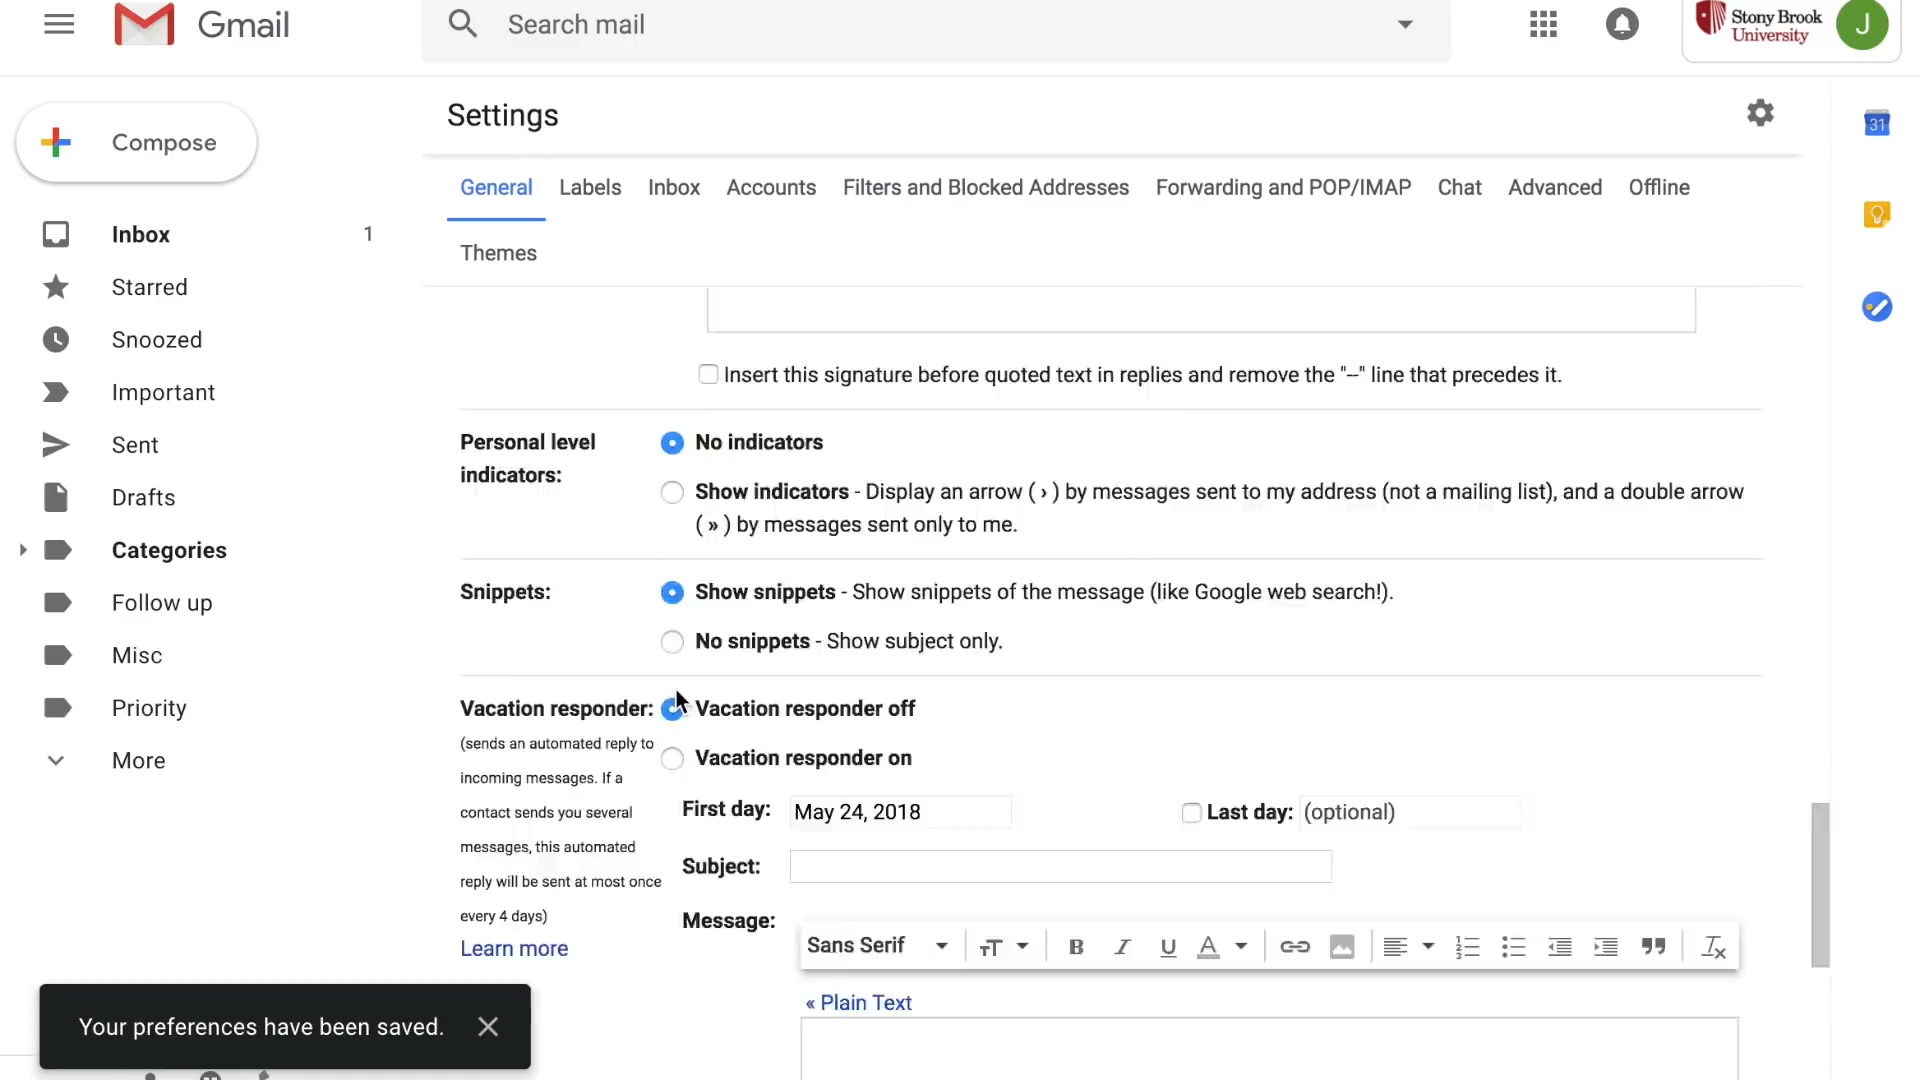 Gmail
Search mail
Stony Brook
University
J
Compose
Settings
31
General Labels Inbox Accounts Filters and Blocked Addresses Forwarding and POP/IMAP Chat Advanced Offline
Themes
Inbox 1
Starred
Snoozed
Important
Sent
Drafts
Categories
Follow up
Misc
Priority
More
Insert this signature before quoted text in replies and remove the "--" line that precedes it.
Personal level
indicators:
No indicators
Show indicators - Display an arrow ( › ) by messages sent to my address (not a mailing list), and a double arrow
( » ) by messages sent only to me.
Snippets:
Show snippets - Show snippets of the message (like Google web search!).
No snippets - Show subject only.
Vacation responder:
(sends an automated reply to
incoming messages. If a
contact sends you several
messages, this automated
reply will be sent at most once
every 4 days)
Learn more
Vacation responder off
Vacation responder on
First day: May 24, 2018 Last day: (optional)
Subject:
Message:
Sans Serif
« Plain Text
Your preferences have been saved.